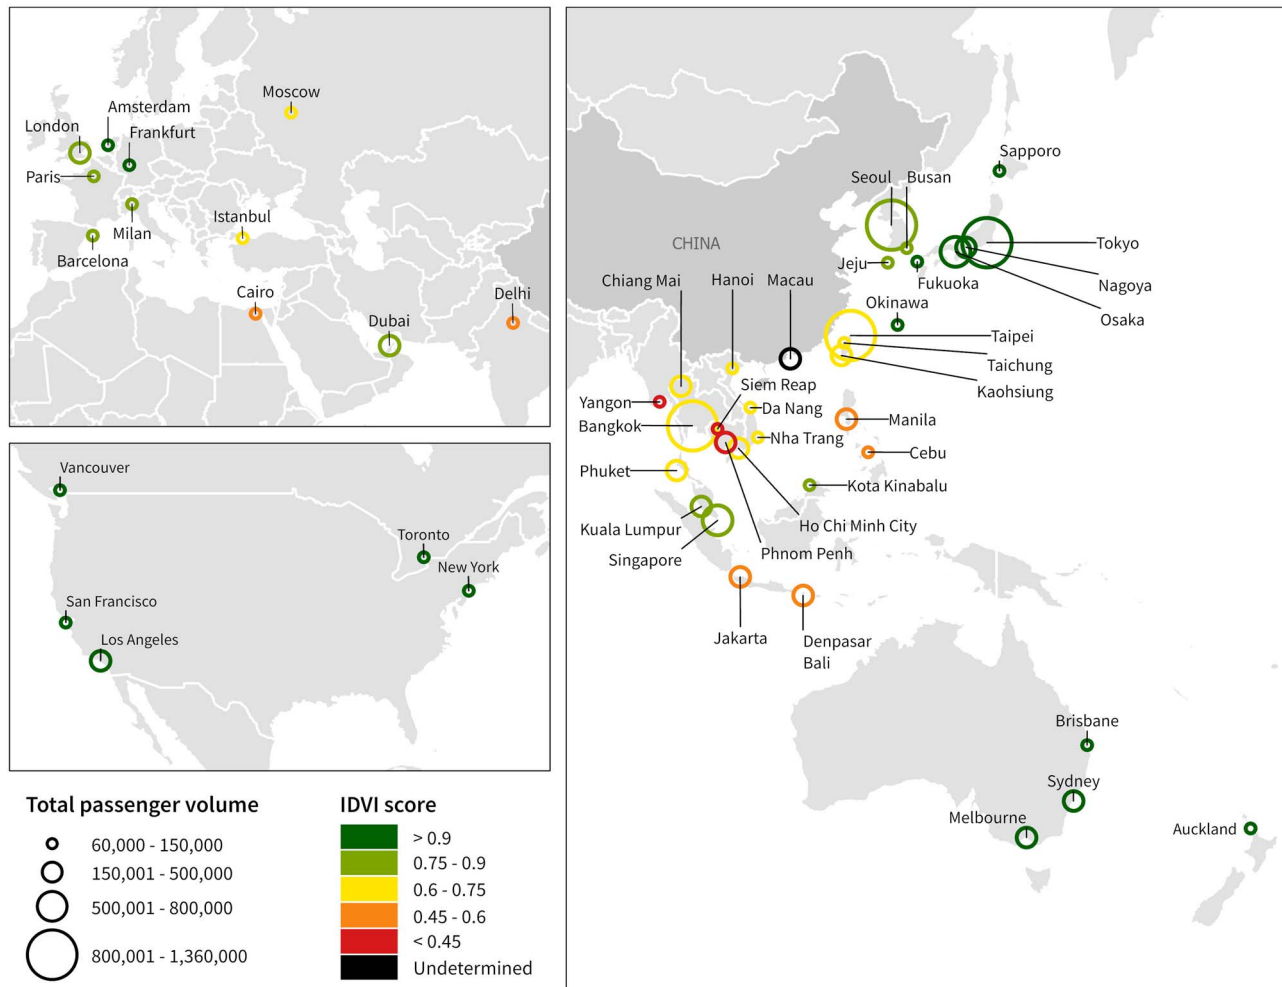 Moscow
Amsterdam
London
Frankfurt
Paris
Milan
Istanbul
Barcelona
Cairo
Delhi
Dubai
Vancouver
Toronto
New York
San Francisco
Los Angeles
Total passenger volume
60,000 - 150,000
150,001 - 500,000
500,001 - 800,000
800,001 - 1,360,000
IDVI score
> 0.9
0.75 - 0.9
0.6 - 0.75
0.45 - 0.6
< 0.45
Undetermined
Sapporo
Seoul
Busan
CHINA
Tokyo
Jeju
Fukuoka
Nagoya
Chiang Mai
Hanoi
Macau
Okinawa
Osaka
Taipei
Taichung
Kaohsiung
Siem Reap
Yangon
Da Nang
Bangkok
Manila
Nha Trang
Cebu
Phuket
Kota Kinabalu
Kuala Lumpur
Ho Chi Minh City
Singapore
Phnom Penh
Jakarta
Denpasar
Bali
Brisbane
Sydney
Melbourne
Auckland